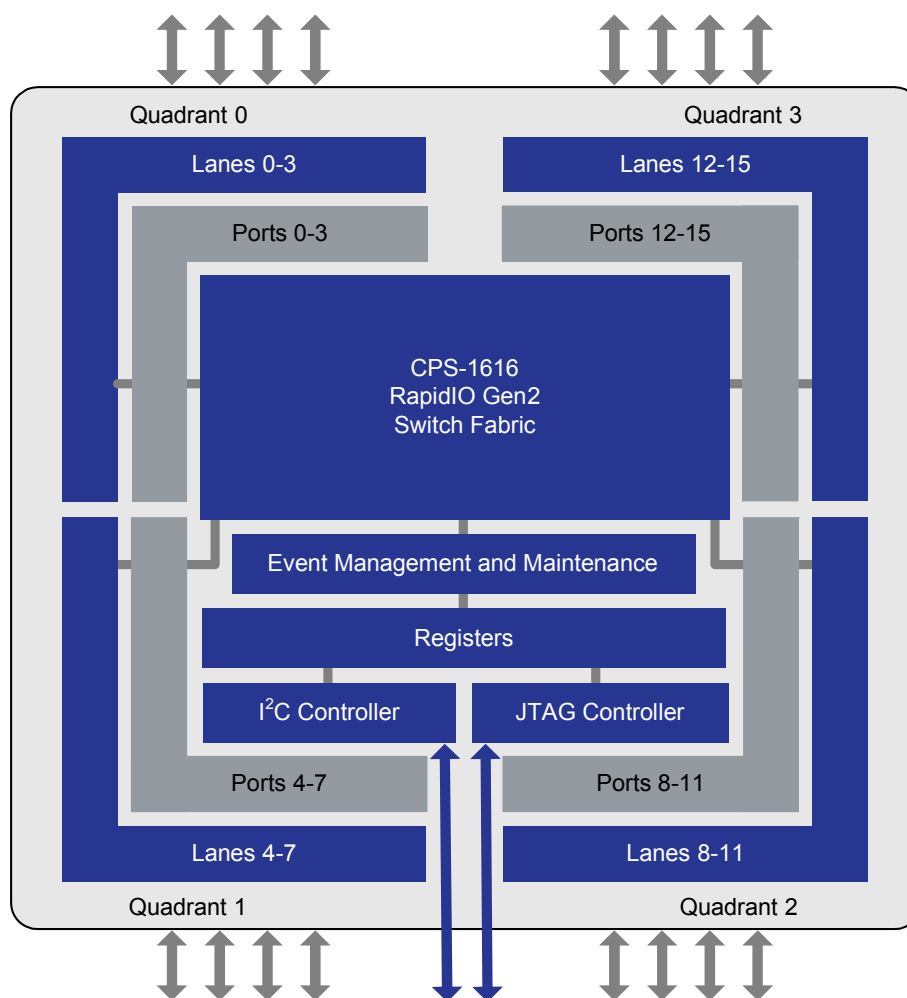 Quadrant 0
Quadrant 3
Lanes 0-3
Lanes 12-15
Ports 0-3
Ports 12-15
CPS-1616
RapidIO Gen2
Switch Fabric
Event Management and Maintenance
Registers
I²C Controller
JTAG Controller
Ports 4-7
Ports 8-11
Lanes 4-7
Lanes 8-11
Quadrant 1
Quadrant 2